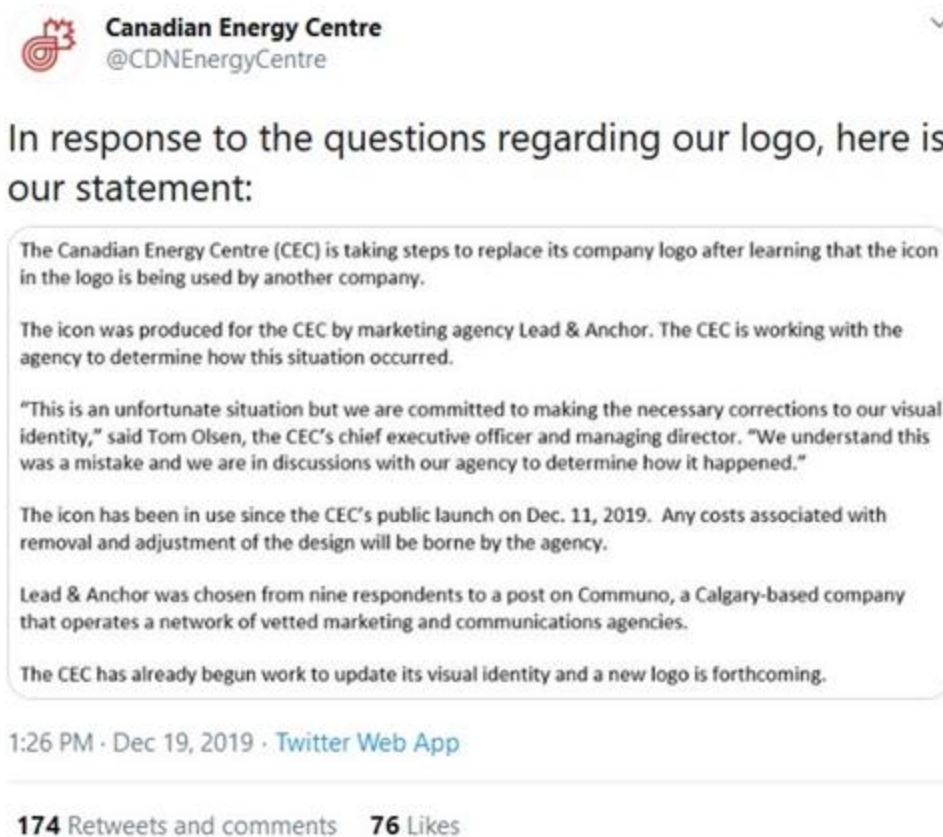 Canadian Energy Centre
@CDNEnergyCentre
In response to the questions regarding our logo, here is
our statement:
The Canadian Energy Centre (CEC) is taking steps to replace its company logo after learning that the icon
in the logo is being used by another company.
The icon was produced for the CEC by marketing agency Lead & Anchor. The CEC is working with the
agency to determine how this situation occurred.
“This is an unfortunate situation but we are committed to making the necessary corrections to our visual
identity,” said Tom Olsen, the CEC’s chief executive officer and managing director. “We understand this
was a mistake and we are in discussions with our agency to determine how it happened.”
The icon has been in use since the CEC’s public launch on Dec. 11, 2019. Any costs associated with
removal and adjustment of the design will be borne by the agency.
Lead & Anchor was chosen from nine respondents to a post on Communo, a Calgary-based company
that operates a network of vetted marketing and communications agencies.
The CEC has already begun work to update its visual identity and a new logo is forthcoming.
1:26 PM · Dec 19, 2019 · Twitter Web App
174 Retweets and comments 76 Likes